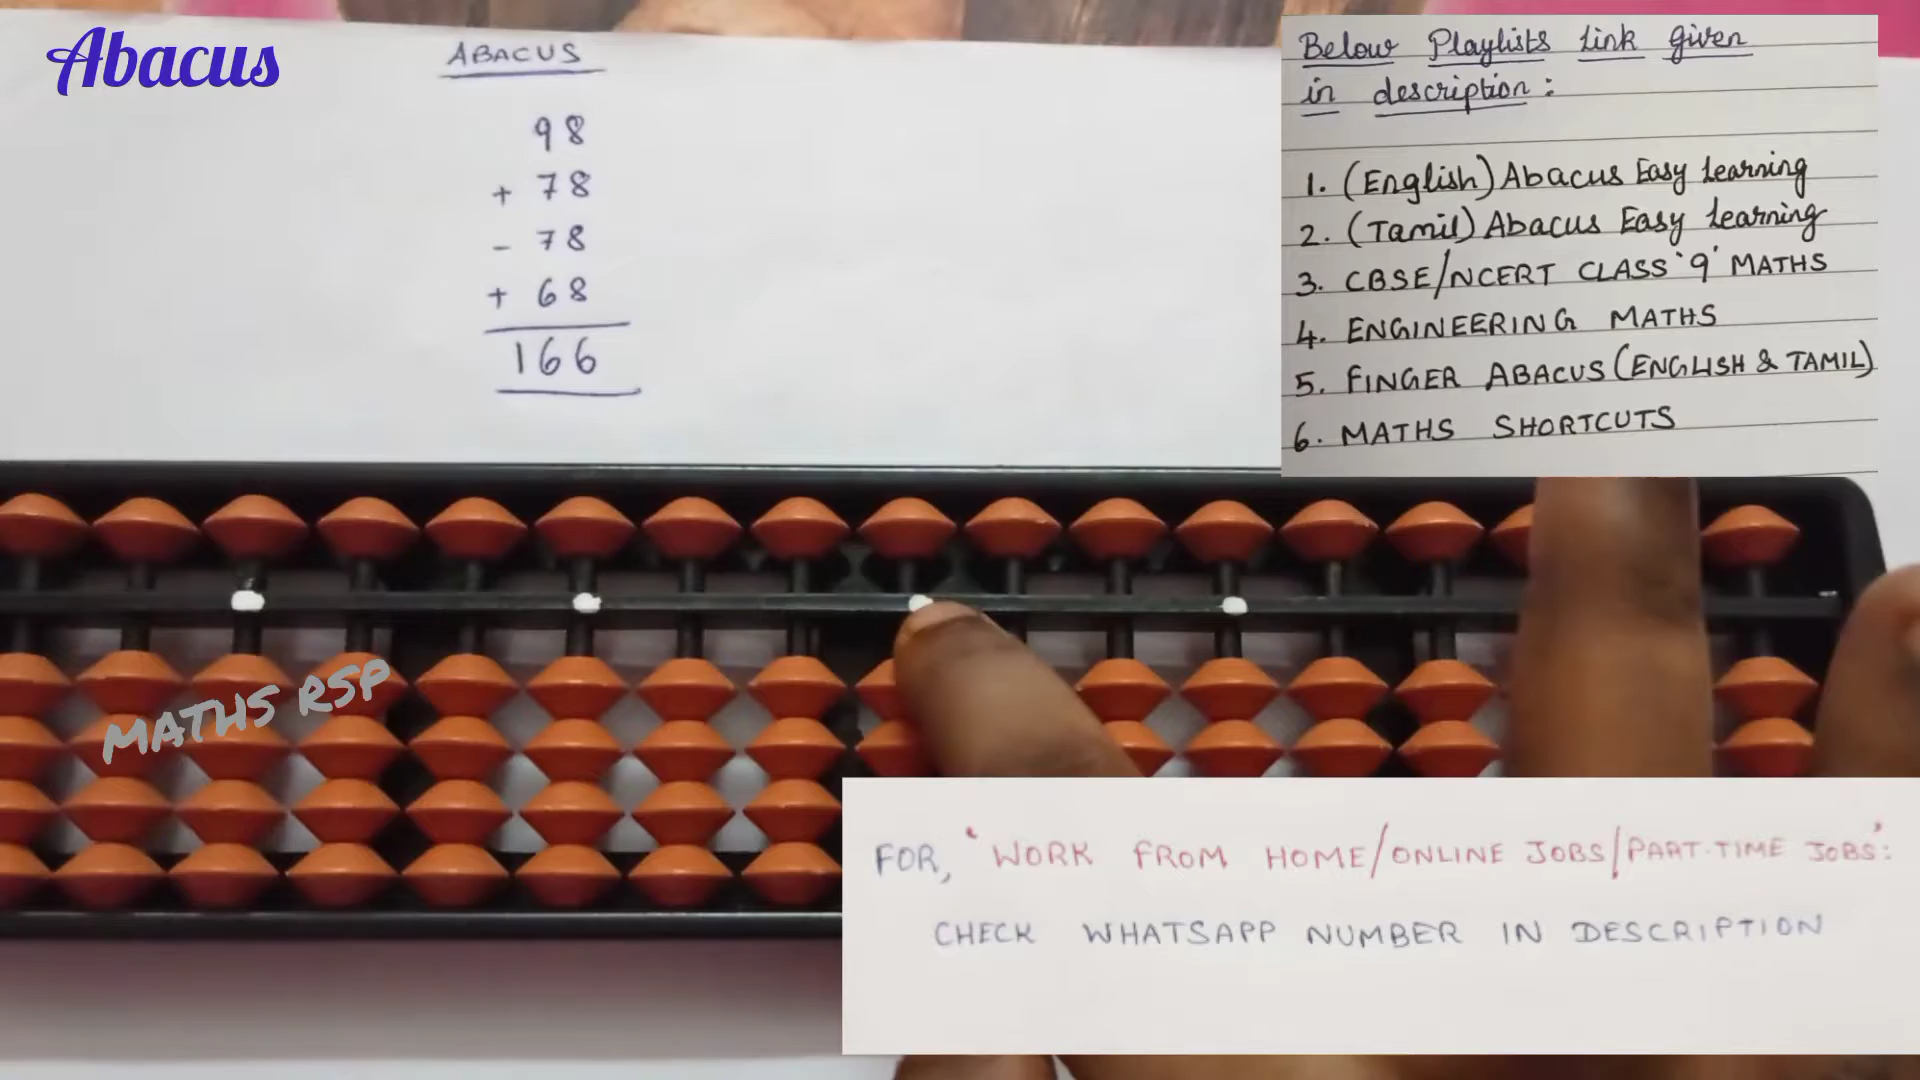 Abacus
ABACUS
98
+ 78
- 78
+ 68
166
Below Playlists Link given
in description:
1. (English) Abacus Easy Learning
2. (Tamil) Abacus Easy Learning
3. CBSE/NCERT CLASS '9' MATHS
4. ENGINEERING MATHS
5. FINGER ABACUS (ENGLISH & TAMIL)
6. MATHS SHORTCUTS
MATHS RSP
FOR, 'WORK FROM HOME/ONLINE JOBS/PART-TIME JOBS':
CHECK WHATSAPP NUMBER IN DESCRIPTION